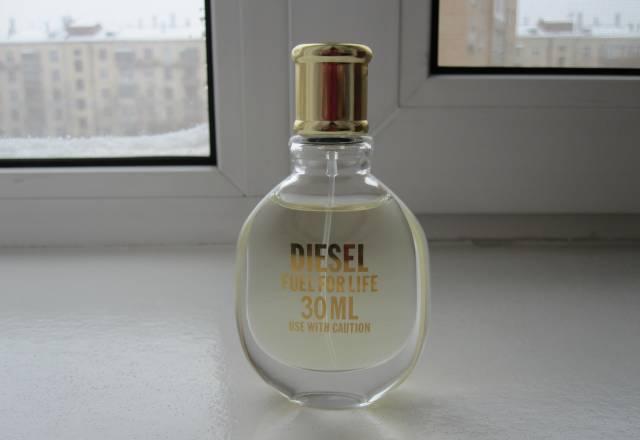 DIESEL
FUEL FOR LIFE
30 ML
USE WITH CAUTION